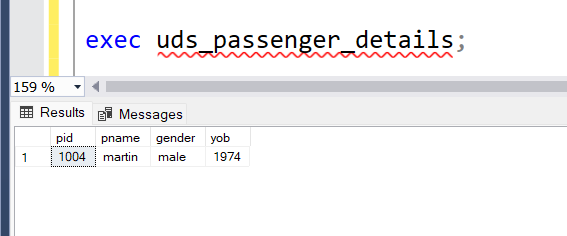 exec uds_passenger_details;
159 %
Results Messages
pid pname gender yob
1 1004 martin male 1974